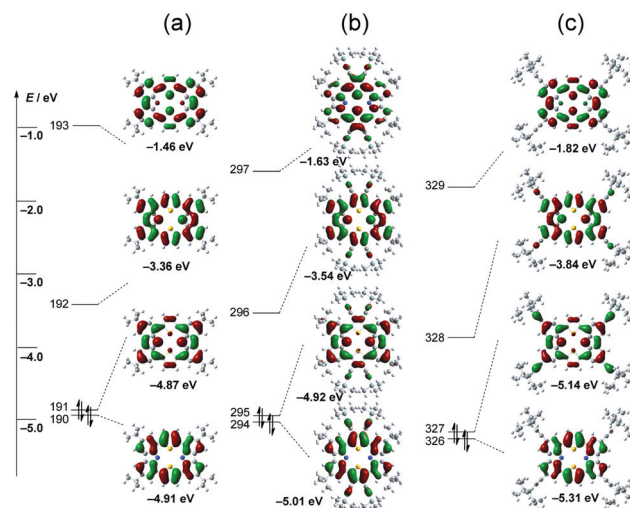 (a)
(b)
(c)
E / eV
–1.0
–2.0
–3.0
–4.0
–5.0
193
–1.46 eV
192
–3.36 eV
191
190
–4.87 eV
–4.91 eV
297
–1.63 eV
296
–3.54 eV
295
294
–4.92 eV
–5.01 eV
329
–1.82 eV
328
–3.84 eV
327
326
–5.14 eV
–5.31 eV